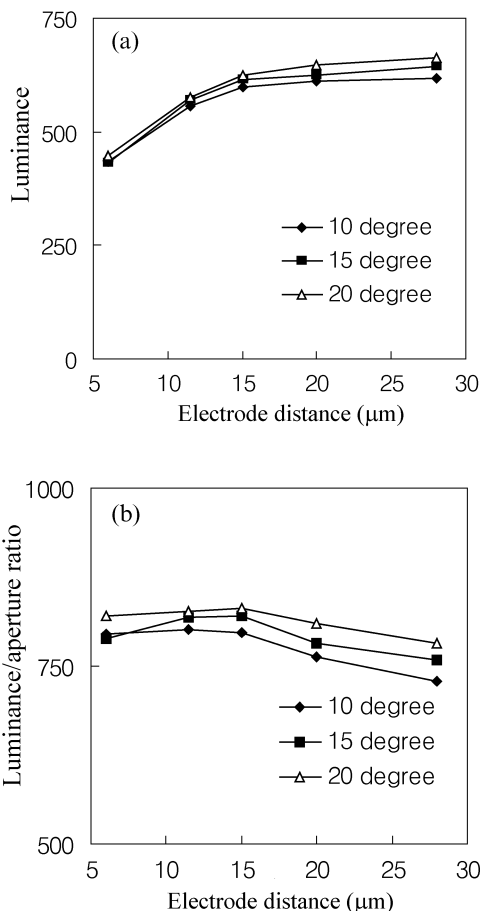 750
(a)
500
Luminance
250
10 degree
15 degree
20 degree
0
5 10 15 20 25 30
Electrode distance (μm)
1000
(b)
Luminance/aperture ratio
750
10 degree
15 degree
20 degree
500
5 10 15 20 25 30
Electrode distance (μm)